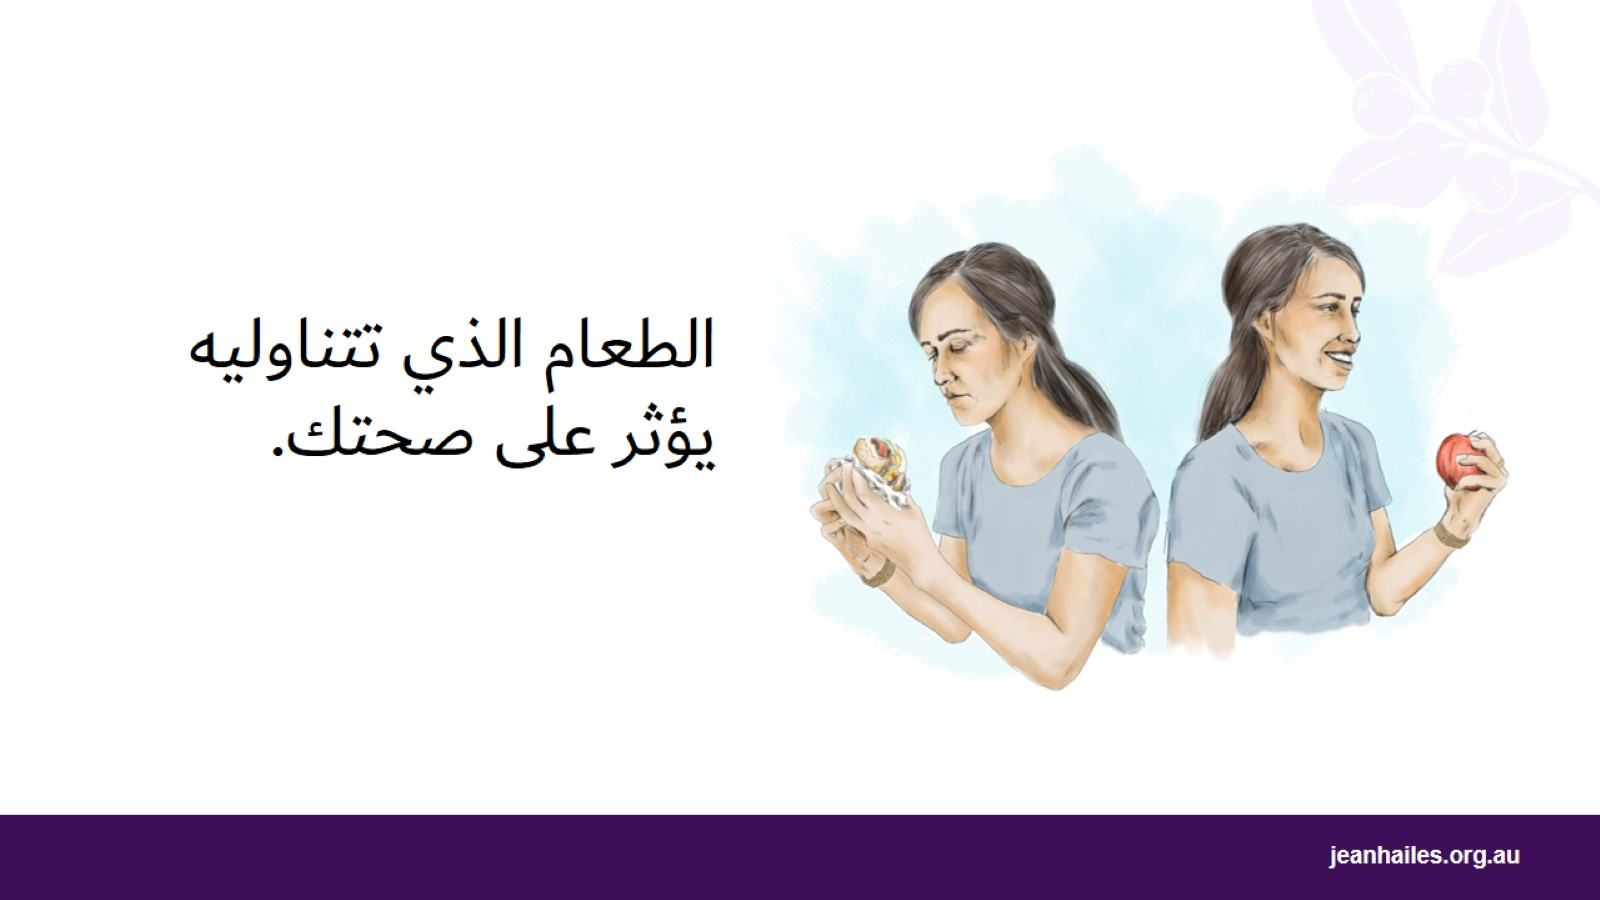 الطعام الذي تتناوليه
يؤثر على صحتك.
jeanhailes.org.au